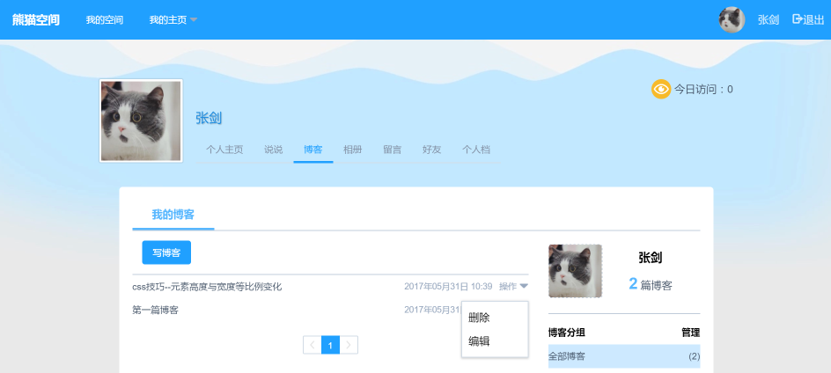 熊猫空间 我的空间 我的主页 张剑 退出
今日访问：0
张剑
个人主页 说说 博客 相册 留言 好友 个人档
我的博客
写博客
张剑
2 篇博客
css技巧--元素高度与宽度等比例变化 2017年05月31日 10:39 操作
第一篇博客 2017年05月31
删除
编辑
1
博客分组 管理
全部博客 (2)